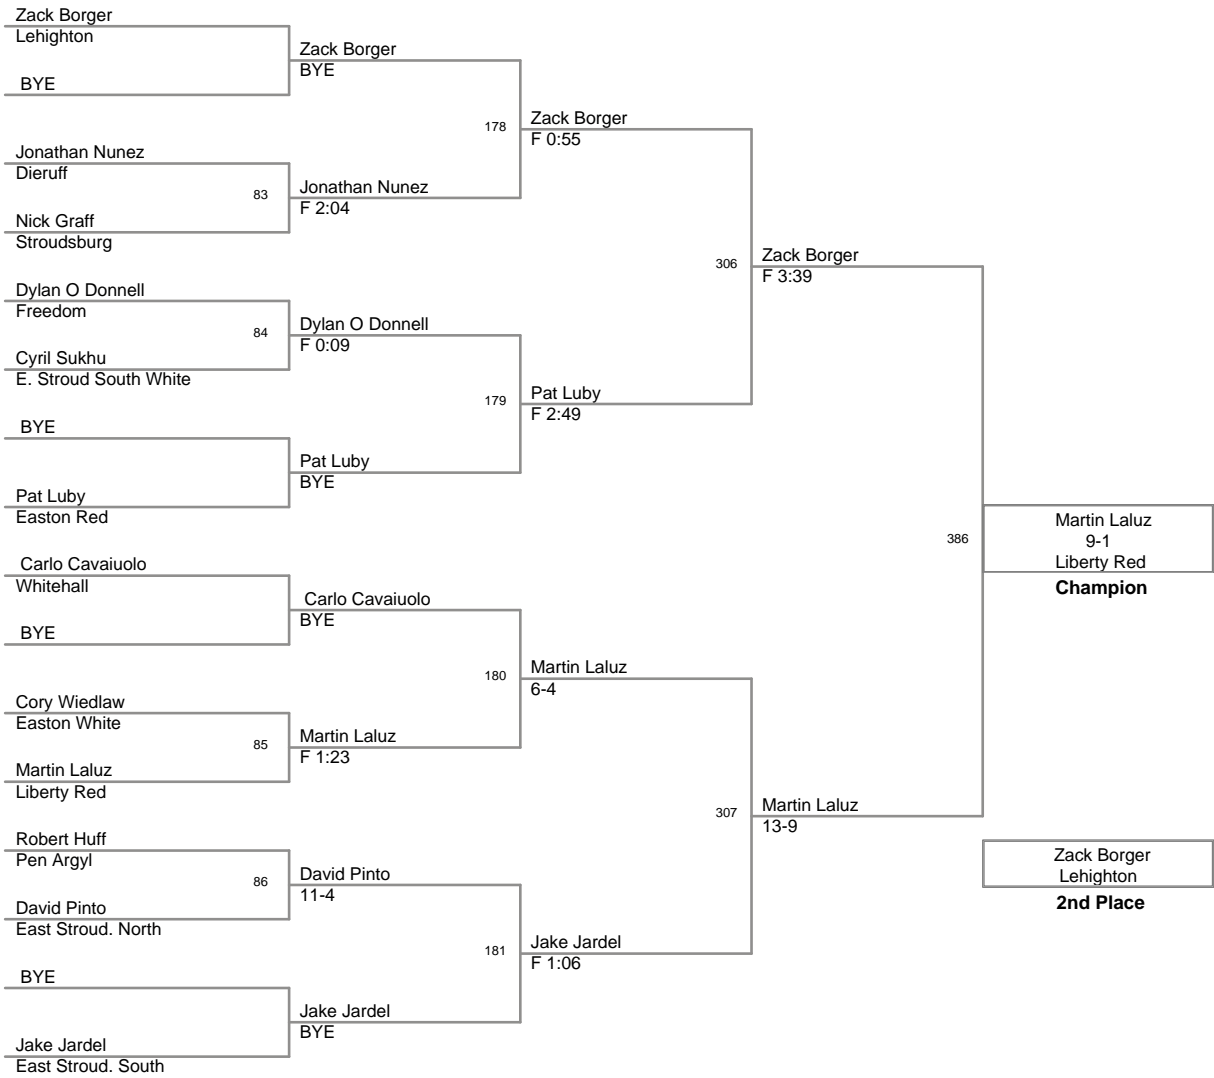 Zack Borger
Lehighton
BYE
Zack Borger
BYE
Jonathan Nunez
Dieruff
83
Nick Graff
Stroudsburg
Jonathan Nunez
F 2:04
178
Zack Borger
F 0:55
Dylan O Donnell
Freedom
84
Cyril Sukhu
E. Stroud South White
Dylan O Donnell
F 0:09
BYE
Pat Luby
Easton Red
Pat Luby
BYE
179
Pat Luby
F 2:49
306
Zack Borger
F 3:39
Carlo Cavaiuolo
Whitehall
BYE
Carlo Cavaiuolo
BYE
Cory Wiedlaw
Easton White
85
Martin Laluz
Liberty Red
Martin Laluz
F 1:23
180
Martin Laluz
6-4
Robert Huff
Pen Argyl
86
David Pinto
East Stroud. North
David Pinto
11-4
BYE
Jake Jardel
East Stroud. South
Jake Jardel
BYE
181
Jake Jardel
F 1:06
307
Martin Laluz
13-9
386
Martin Laluz
9-1
Liberty Red
Champion
Zack Borger
Lehighton
2nd Place